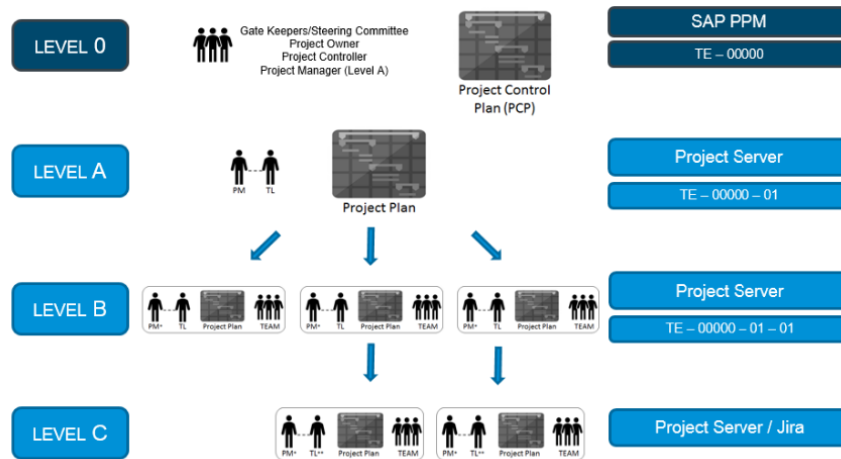 LEVEL 0
Gate Keepers/Steering Committee
Project Owner
Project Controller
Project Manager (Level A)
Project Control
Plan (PCP)
SAP PPM
TE – 00000
LEVEL A
PM TL
Project Plan
Project Server
TE – 00000 – 01
LEVEL B
PM* TL Project Plan TEAM
PM* TL Project Plan TEAM
PM* TL Project Plan TEAM
Project Server
TE – 00000 – 01 – 01
LEVEL C
PM* TL** Project Plan TEAM
PM* TL** Project Plan TEAM
Project Server / Jira